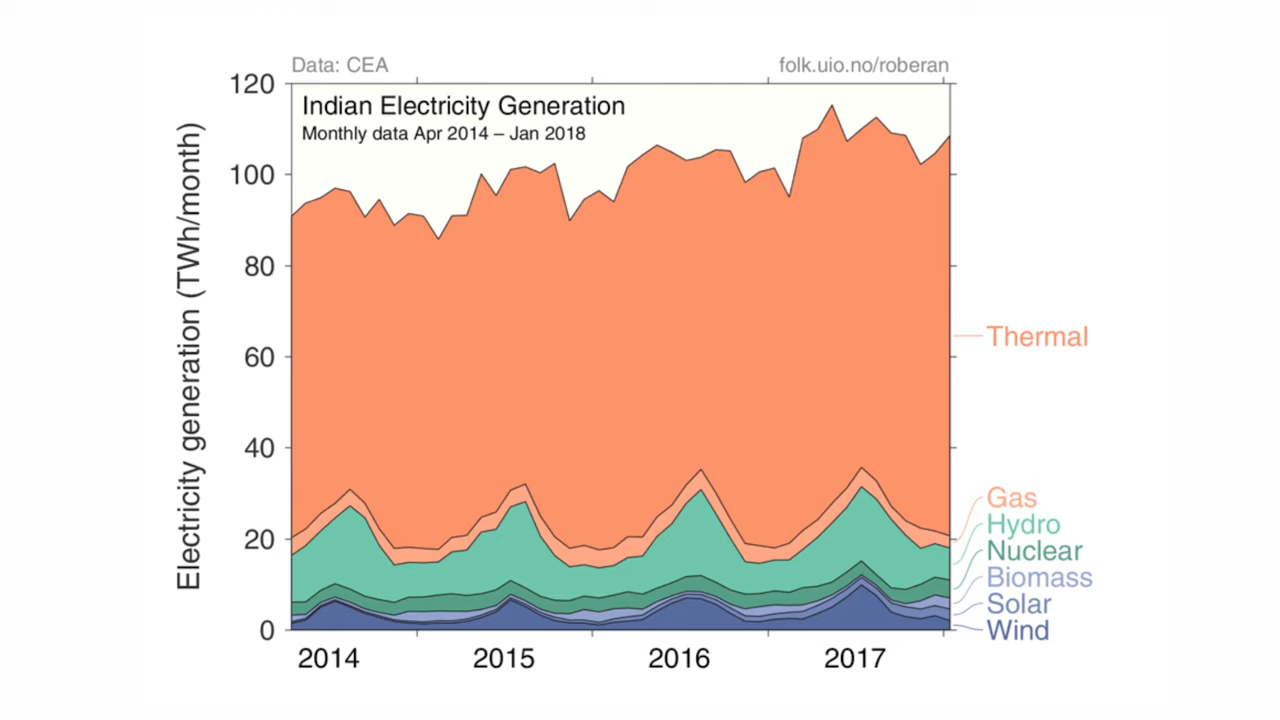 Data: CEA
folk.uio.no/roberan
Indian Electricity Generation
Monthly data Apr 2014 – Jan 2018
Electricity generation (TWh/month)
120
100
80
60
40
20
0
2014
2015
2016
2017
Thermal
Gas
Hydro
Nuclear
Biomass
Solar
Wind